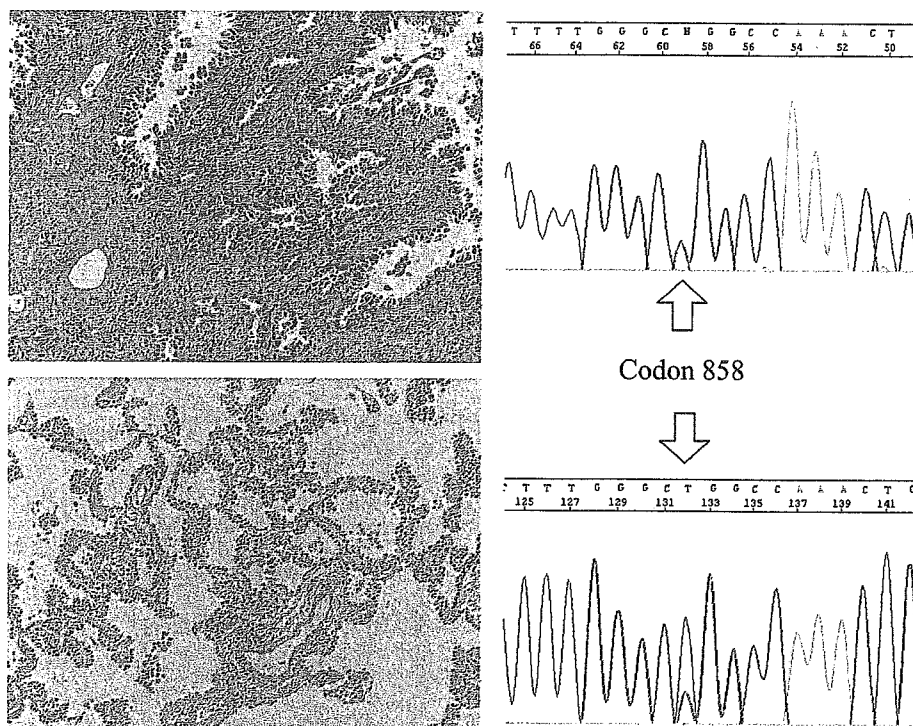 T T T T G G G C N G G C C A A A C T
66 64 62 60 58 56 54 52 50
Codon 858
T T T G G G C T G G C C A A A C T
125 127 129 131 133 135 137 139 141